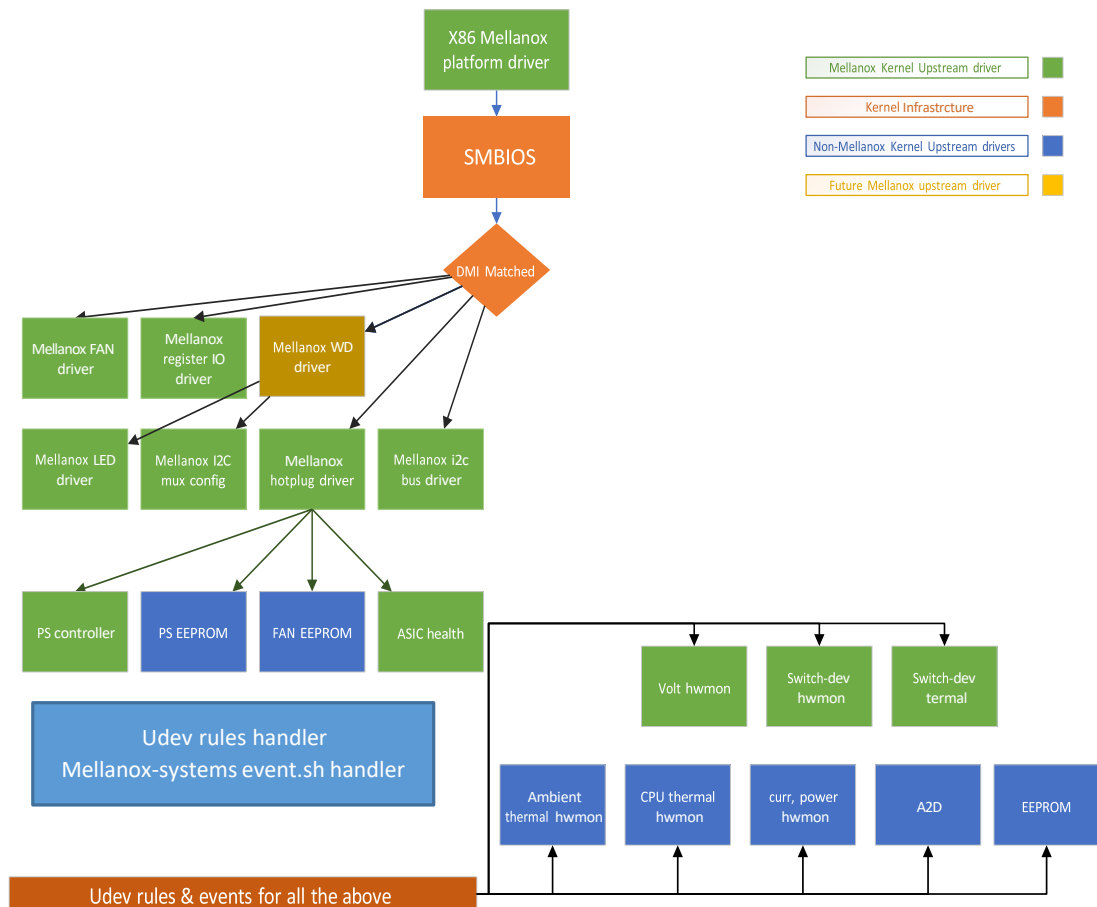 X86 Mellanox
platform driver
Mellanox Kernel Upstream driver
Kernel Infrastrcture
Non-Mellanox Kernel Upstream drivers
Future Mellanox upstream driver
SMBIOS
DMI Matched
Mellanox FAN
driver
Mellanox
register IO
driver
Mellanox WD
driver
Mellanox LED
driver
Mellanox I2C
mux config
Mellanox
hotplug driver
Mellanox i2c
bus driver
PS controller
PS EEPROM
FAN EEPROM
ASIC health
Volt hwmon
Switch-dev
hwmon
Switch-dev
termal
Udev rules handler
Mellanox-systems event.sh handler
Ambient
thermal hwmon
CPU thermal
hwmon
curr, power
hwmon
A2D
EEPROM
Udev rules & events for all the above